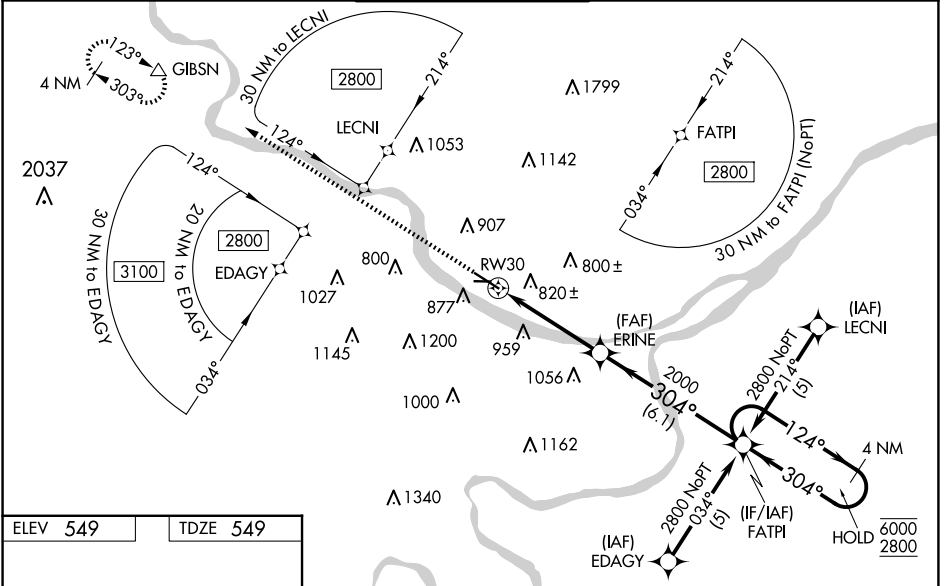 123°
GIBSN
4 NM
303°
30 NM to LECNI
2800
214°
LECNI
124°
1053
1799
1142
214°
FATPI
2800
034°
30 NM to FATPI (NoPT)
2037
124°
30 NM to EDAGY
20 NM to EDAGY
3100
2800
EDAGY
034°
907
800
RW30
800±
820±
877
1027
1145
1200
959
(FAF)
ERINE
1056
1000
2000
304°
(6.1)
(IAF)
LECNI
2800 NoPT
214°
(5)
124°
4 NM
304°
1162
1340
2800 NoPT
034°
(5)
(IF/IAF)
FATPI
HOLD
6000
2800
(IAF)
EDAGY
ELEV 549
TDZE 549